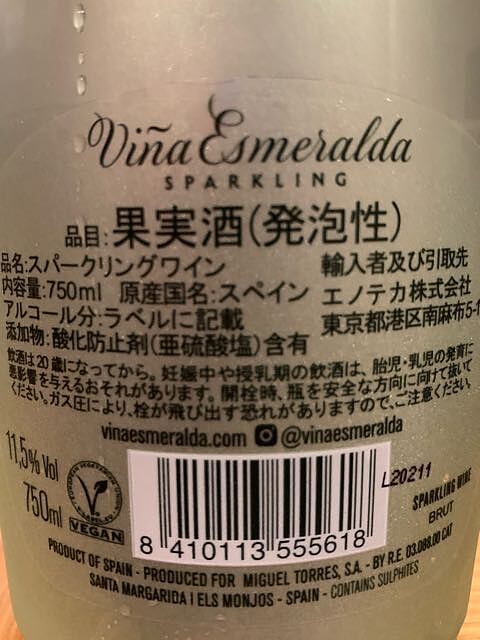 Viña Esmeralda
SPARKLING
品目:果実酒(発泡性)
品名:スパークリングワイン
内容量:750ml 原産国名:スペイン
アルコール分:ラベルに記載
添加物:酸化防止剤(亜硫酸塩)含有
輸入者及び引取先
エノテカ株式会社
東京都港区南麻布5-1
飲酒は20歳になってから。妊娠中や授乳期の飲酒は、胎児・乳児の発育に
悪影響を与えるおそれがあります。開栓時、瓶を安全な方向に向けて抜いて
ください。ガス圧により、栓が飛び出す恐れがありますので、ご注意ください。
vinaesmeralda.com @vinaesmeralda
11,5% Vol
750ml
V
VEGAN
8 410113 555618
L20211
SPARKLING WINE
BRUT
PRODUCT OF SPAIN - PRODUCED FOR MIGUEL TORRES, S.A. - BY R.E. 03.089.00 CAT
SANTA MARGARIDA I ELS MONJOS - SPAIN - CONTAINS SULPHITES